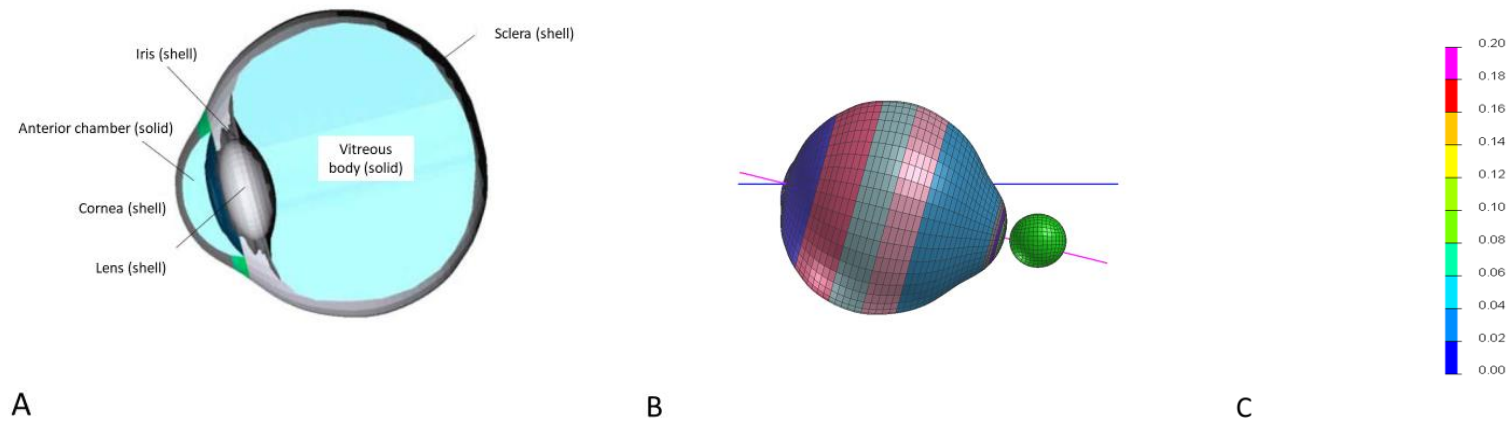 Sclera (shell)
Iris (shell)
Anterior chamber (solid)
Vitreous
body (solid)
Cornea (shell)
Lens (shell)
A
B
0.20
0.18
0.16
0.14
0.12
0.10
0.08
0.06
0.04
0.02
0.00
C